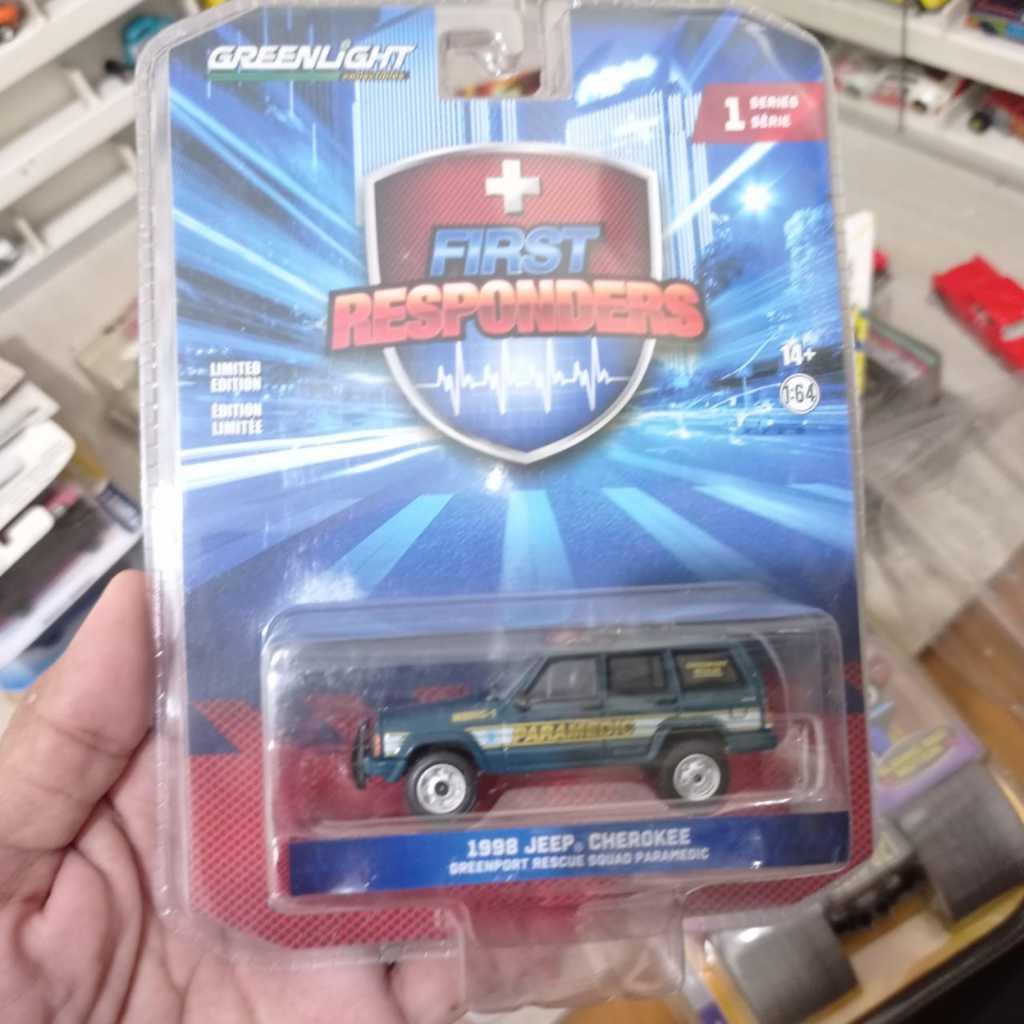 GREENLIGHT
COLLECTIBLES
1 SERIES
SÉRIE
FIRST
RESPONDERS
LIMITED
EDITION
ÉDITION
LIMITÉE
14+
1:64
PARAMEDIC
1998 JEEP® CHEROKEE
GREENPORT RESCUE SQUAD PARAMEDIC